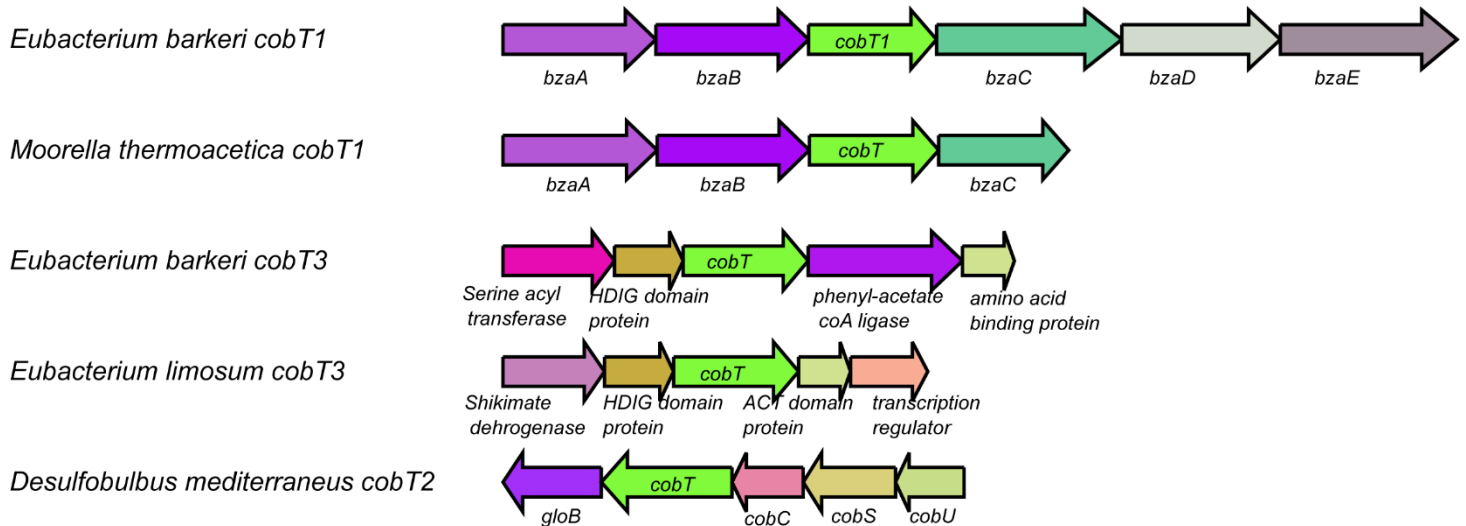 Eubacterium barkeri cobT1
cobT1
bzaA bzaB bzaC bzaD bzaE
Moorella thermoacetica cobT1
cobT
bzaA bzaB bzaC
Eubacterium barkeri cobT3
cobT
Serine acyl HDIG domain phenyl-acetate amino acid
transferase protein coA ligase binding protein
Eubacterium limosum cobT3
cobT
Shikimate HDIG domain ACT domain transcription
dehrogenase protein protein regulator
Desulfobulbus mediterraneus cobT2
cobT
gloB cobC cobS cobU